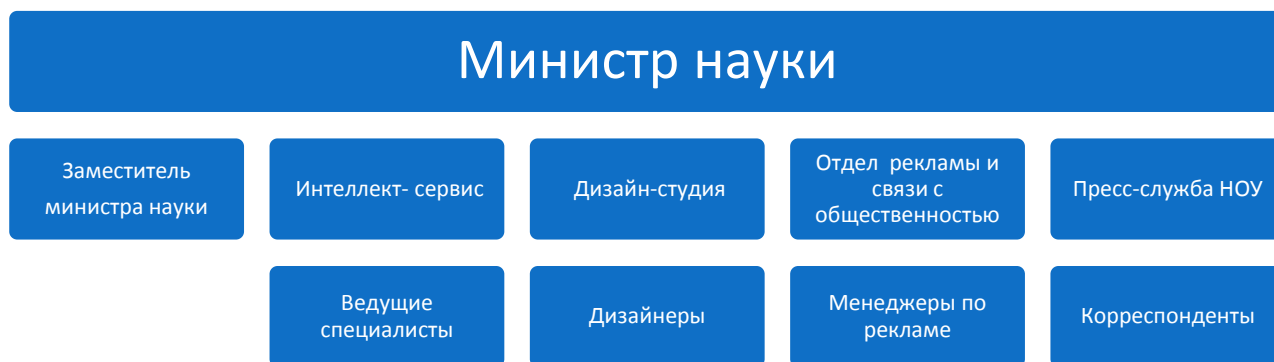 Министр науки
Заместитель
министра науки
Интеллект- сервис
Дизайн-студия
Отдел рекламы и
связи с
общественностью
Пресс-служба НОУ
Ведущие
специалисты
Дизайнеры
Менеджеры по
рекламе
Корреспонденты